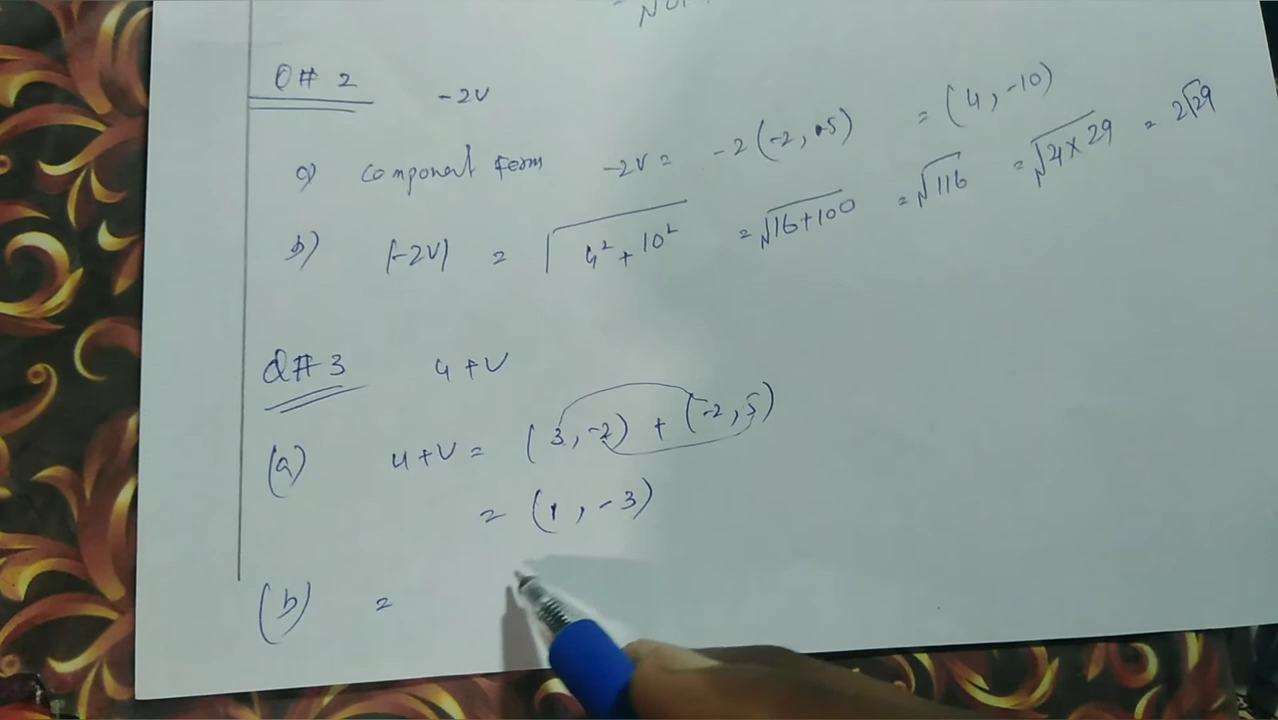 Q# 2 -2V
a) component form -2V = -2(-2, 5) = (4, -10)
b) |-2V| = √4² + 10² = √16+100 = √116 = √4×29 = 2√29
Q# 3 u + V
(a) u + V = (3, -2) + (-2, 5)
= (1, -3)
(b) =